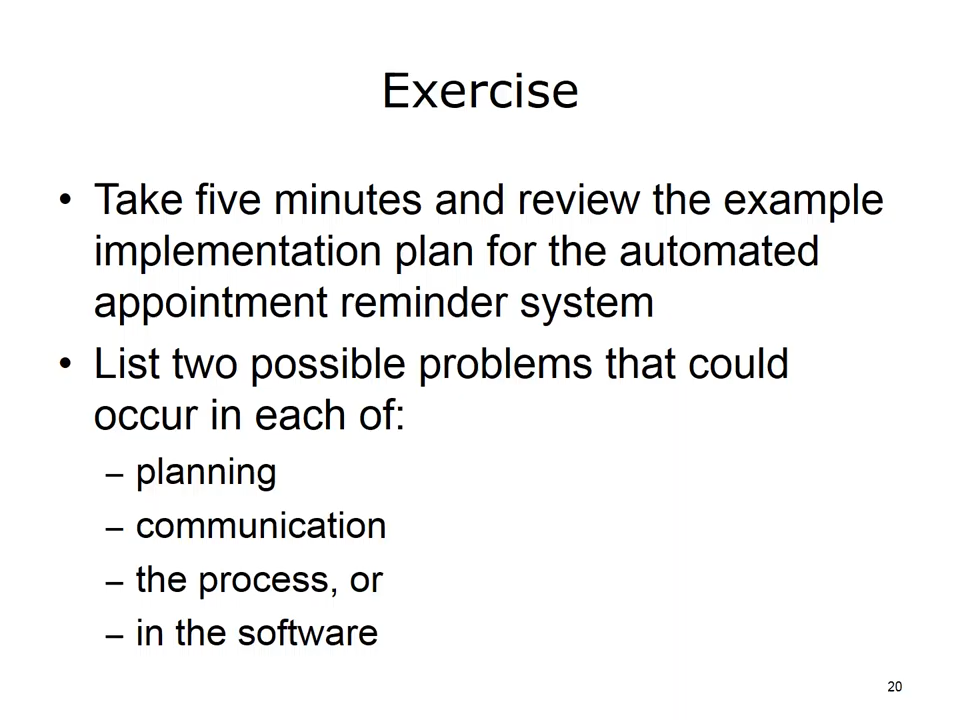 Exercise
• Take five minutes and review the example
implementation plan for the automated
appointment reminder system
• List two possible problems that could
occur in each of:
– planning
– communication
– the process, or
– in the software
20